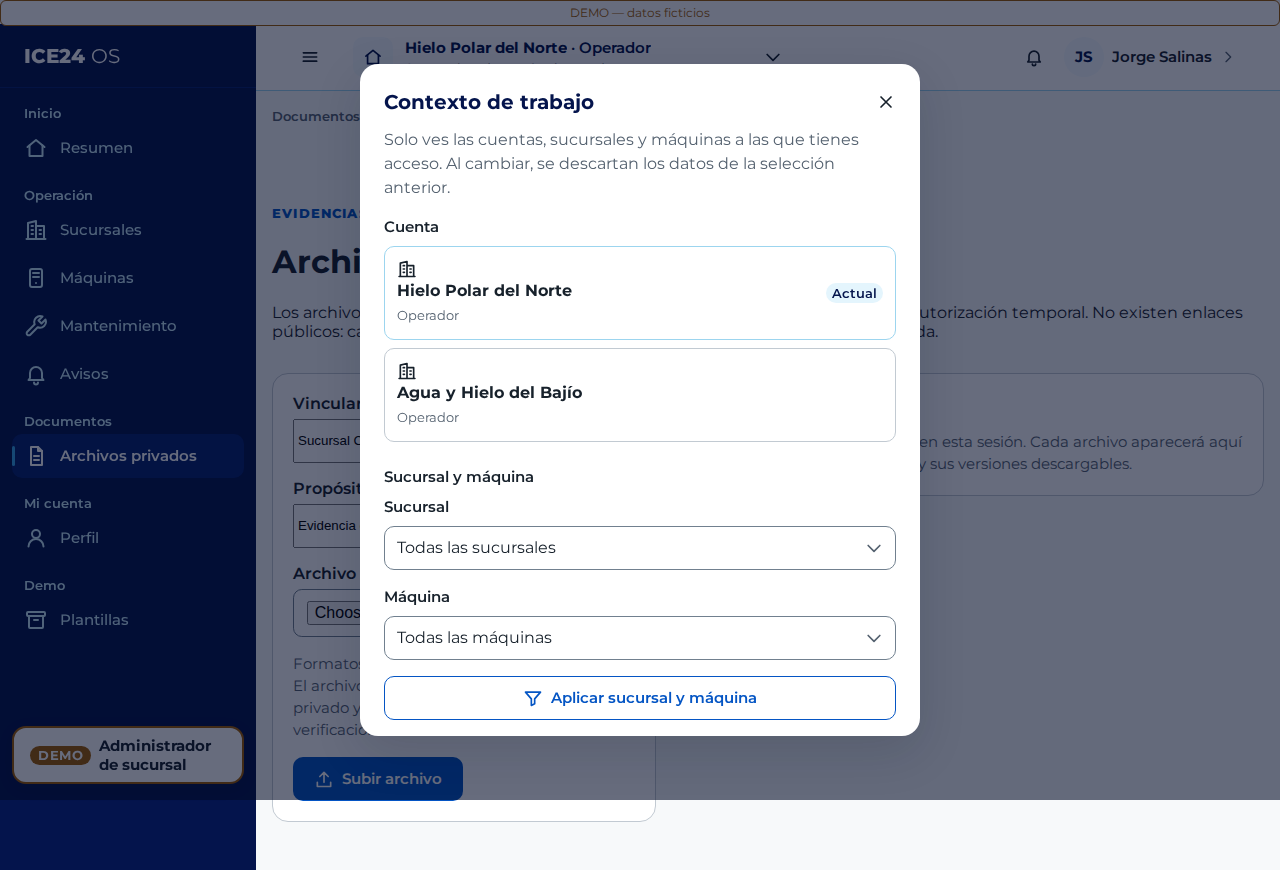 DEMO — datos ficticios
ICE24 OS
Inicio
Resumen
Operación
Sucursales
Máquinas
Mantenimiento
Avisos
Documentos
Archivos privados
Mi cuenta
Perfil
Demo
Plantillas
DEMO
Administrador
de sucursal
Hielo Polar del Norte · Operador
JS
Jorge Salinas
Documentos
EVIDENCIA
Archi
Los archivo
utorización temporal. No existen enlaces
públicos: ca
da.
Vincular
Sucursal C
Propósit
Evidencia
Archivo
Choos
Formatos
El archivo
privado y
verificació
Subir archivo
en esta sesión. Cada archivo aparecerá aquí
y sus versiones descargables.
Contexto de trabajo
Solo ves las cuentas, sucursales y máquinas a las que tienes
acceso. Al cambiar, se descartan los datos de la selección
anterior.
Cuenta
Hielo Polar del Norte
Operador
Actual
Agua y Hielo del Bajío
Operador
Sucursal y máquina
Sucursal
Todas las sucursales
Máquina
Todas las máquinas
Aplicar sucursal y máquina